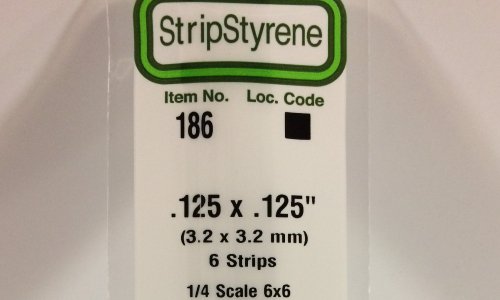 StripStyrene
Item No. Loc. Code
186
.125 x .125"
(3.2 x 3.2 mm)
6 Strips
1/4 Scale 6x6